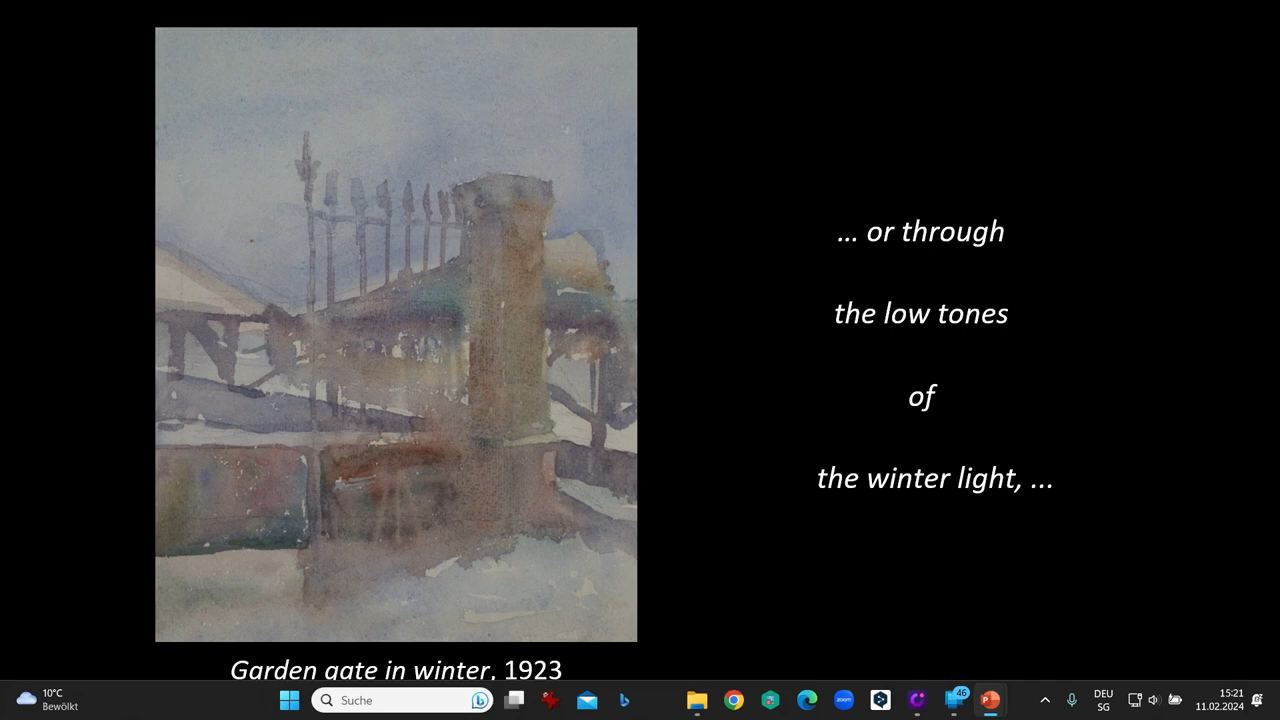 ... or through
the low tones
of
the winter light, ...
Garden gate in winter, 1923
10°C
Bewölkt
Suche
zoom
46
DEU
SG
15:21
11.02.2024